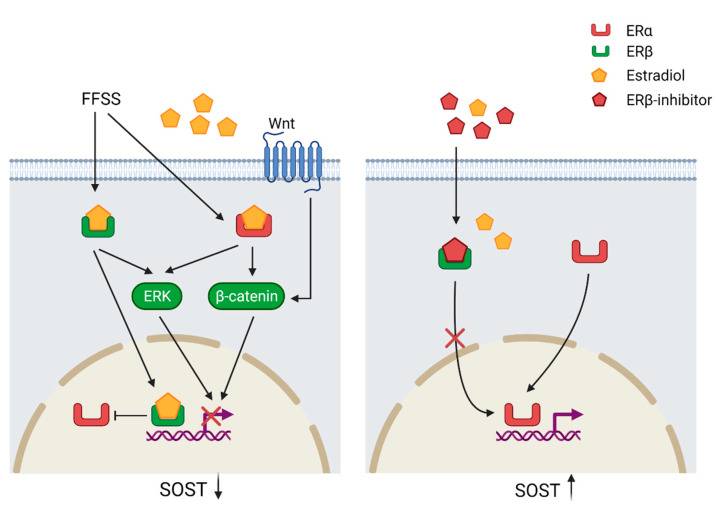 ERα
ERβ
Estradiol
ERβ-inhibitor
FFSS
Wnt
ERK
β-catenin
SOST
SOST